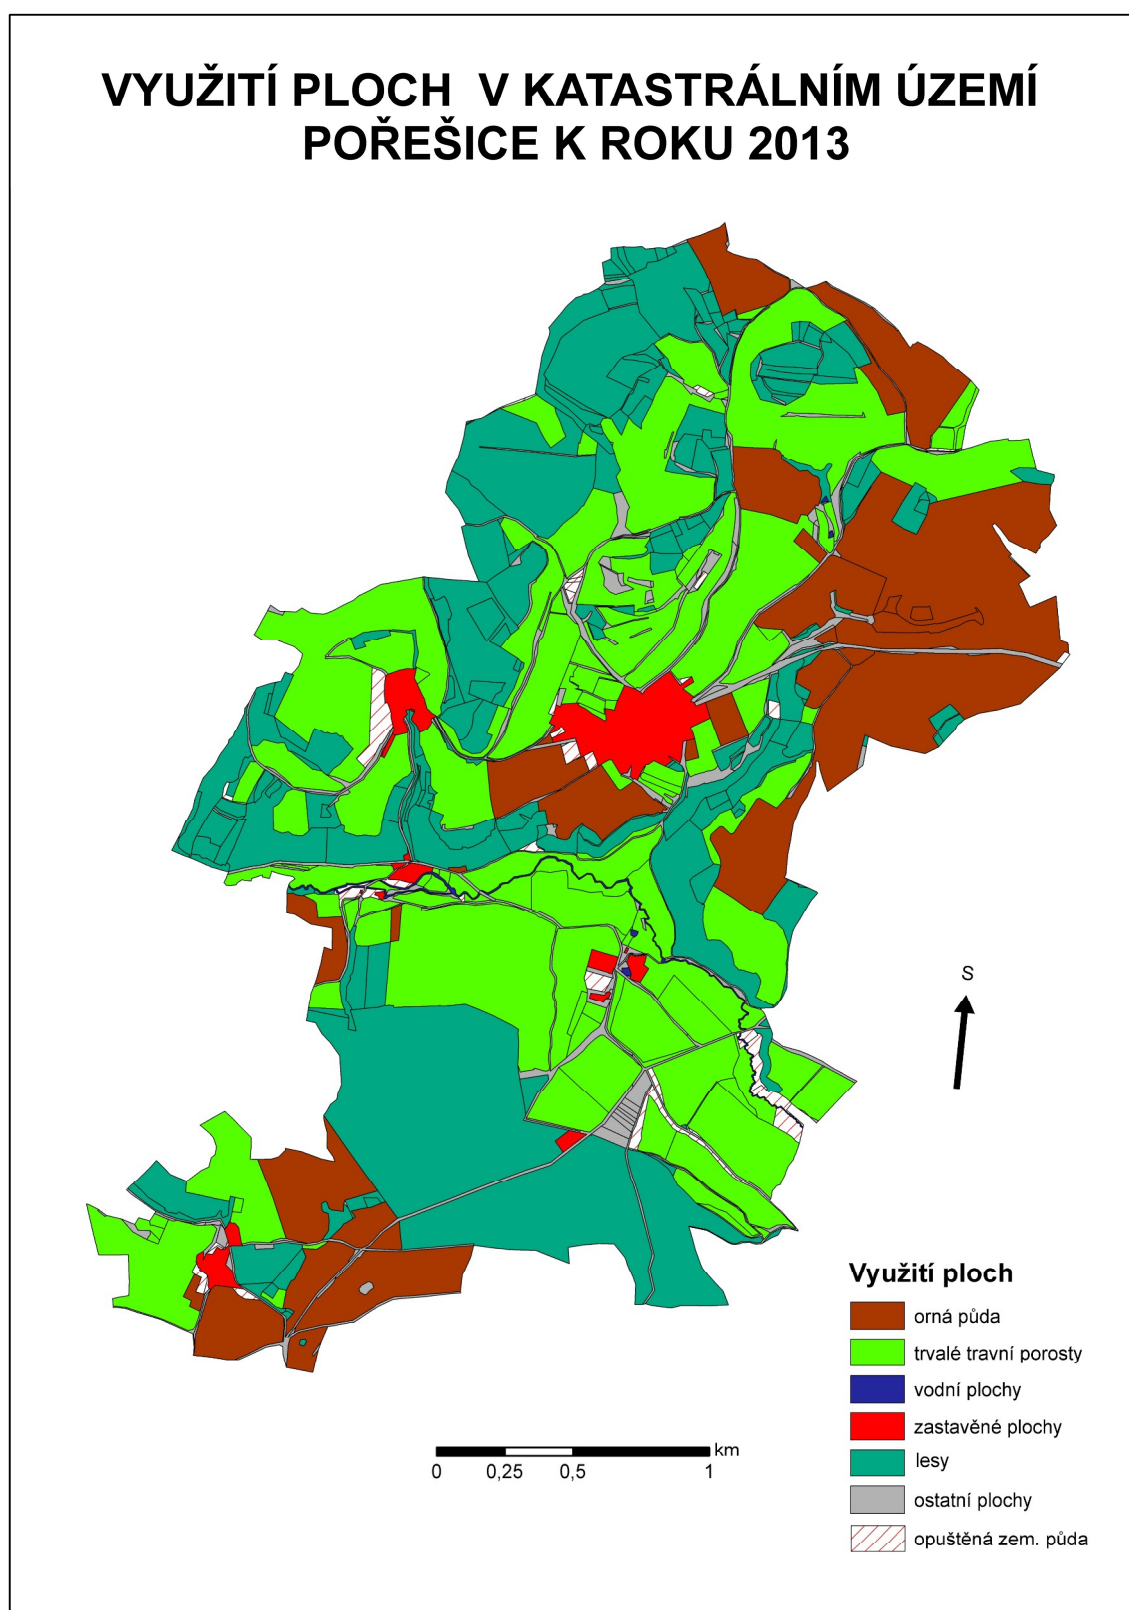 VYUŽITÍ PLOCH V KATASTRÁLNÍM ÚZEMÍ
POŘEŠICE K ROKU 2013
S
Využití ploch
orná půda
trvalé travní porosty
vodní plochy
zastavěné plochy
lesy
ostatní plochy
opuštěná zem. půda
km
0 0,25 0,5 1